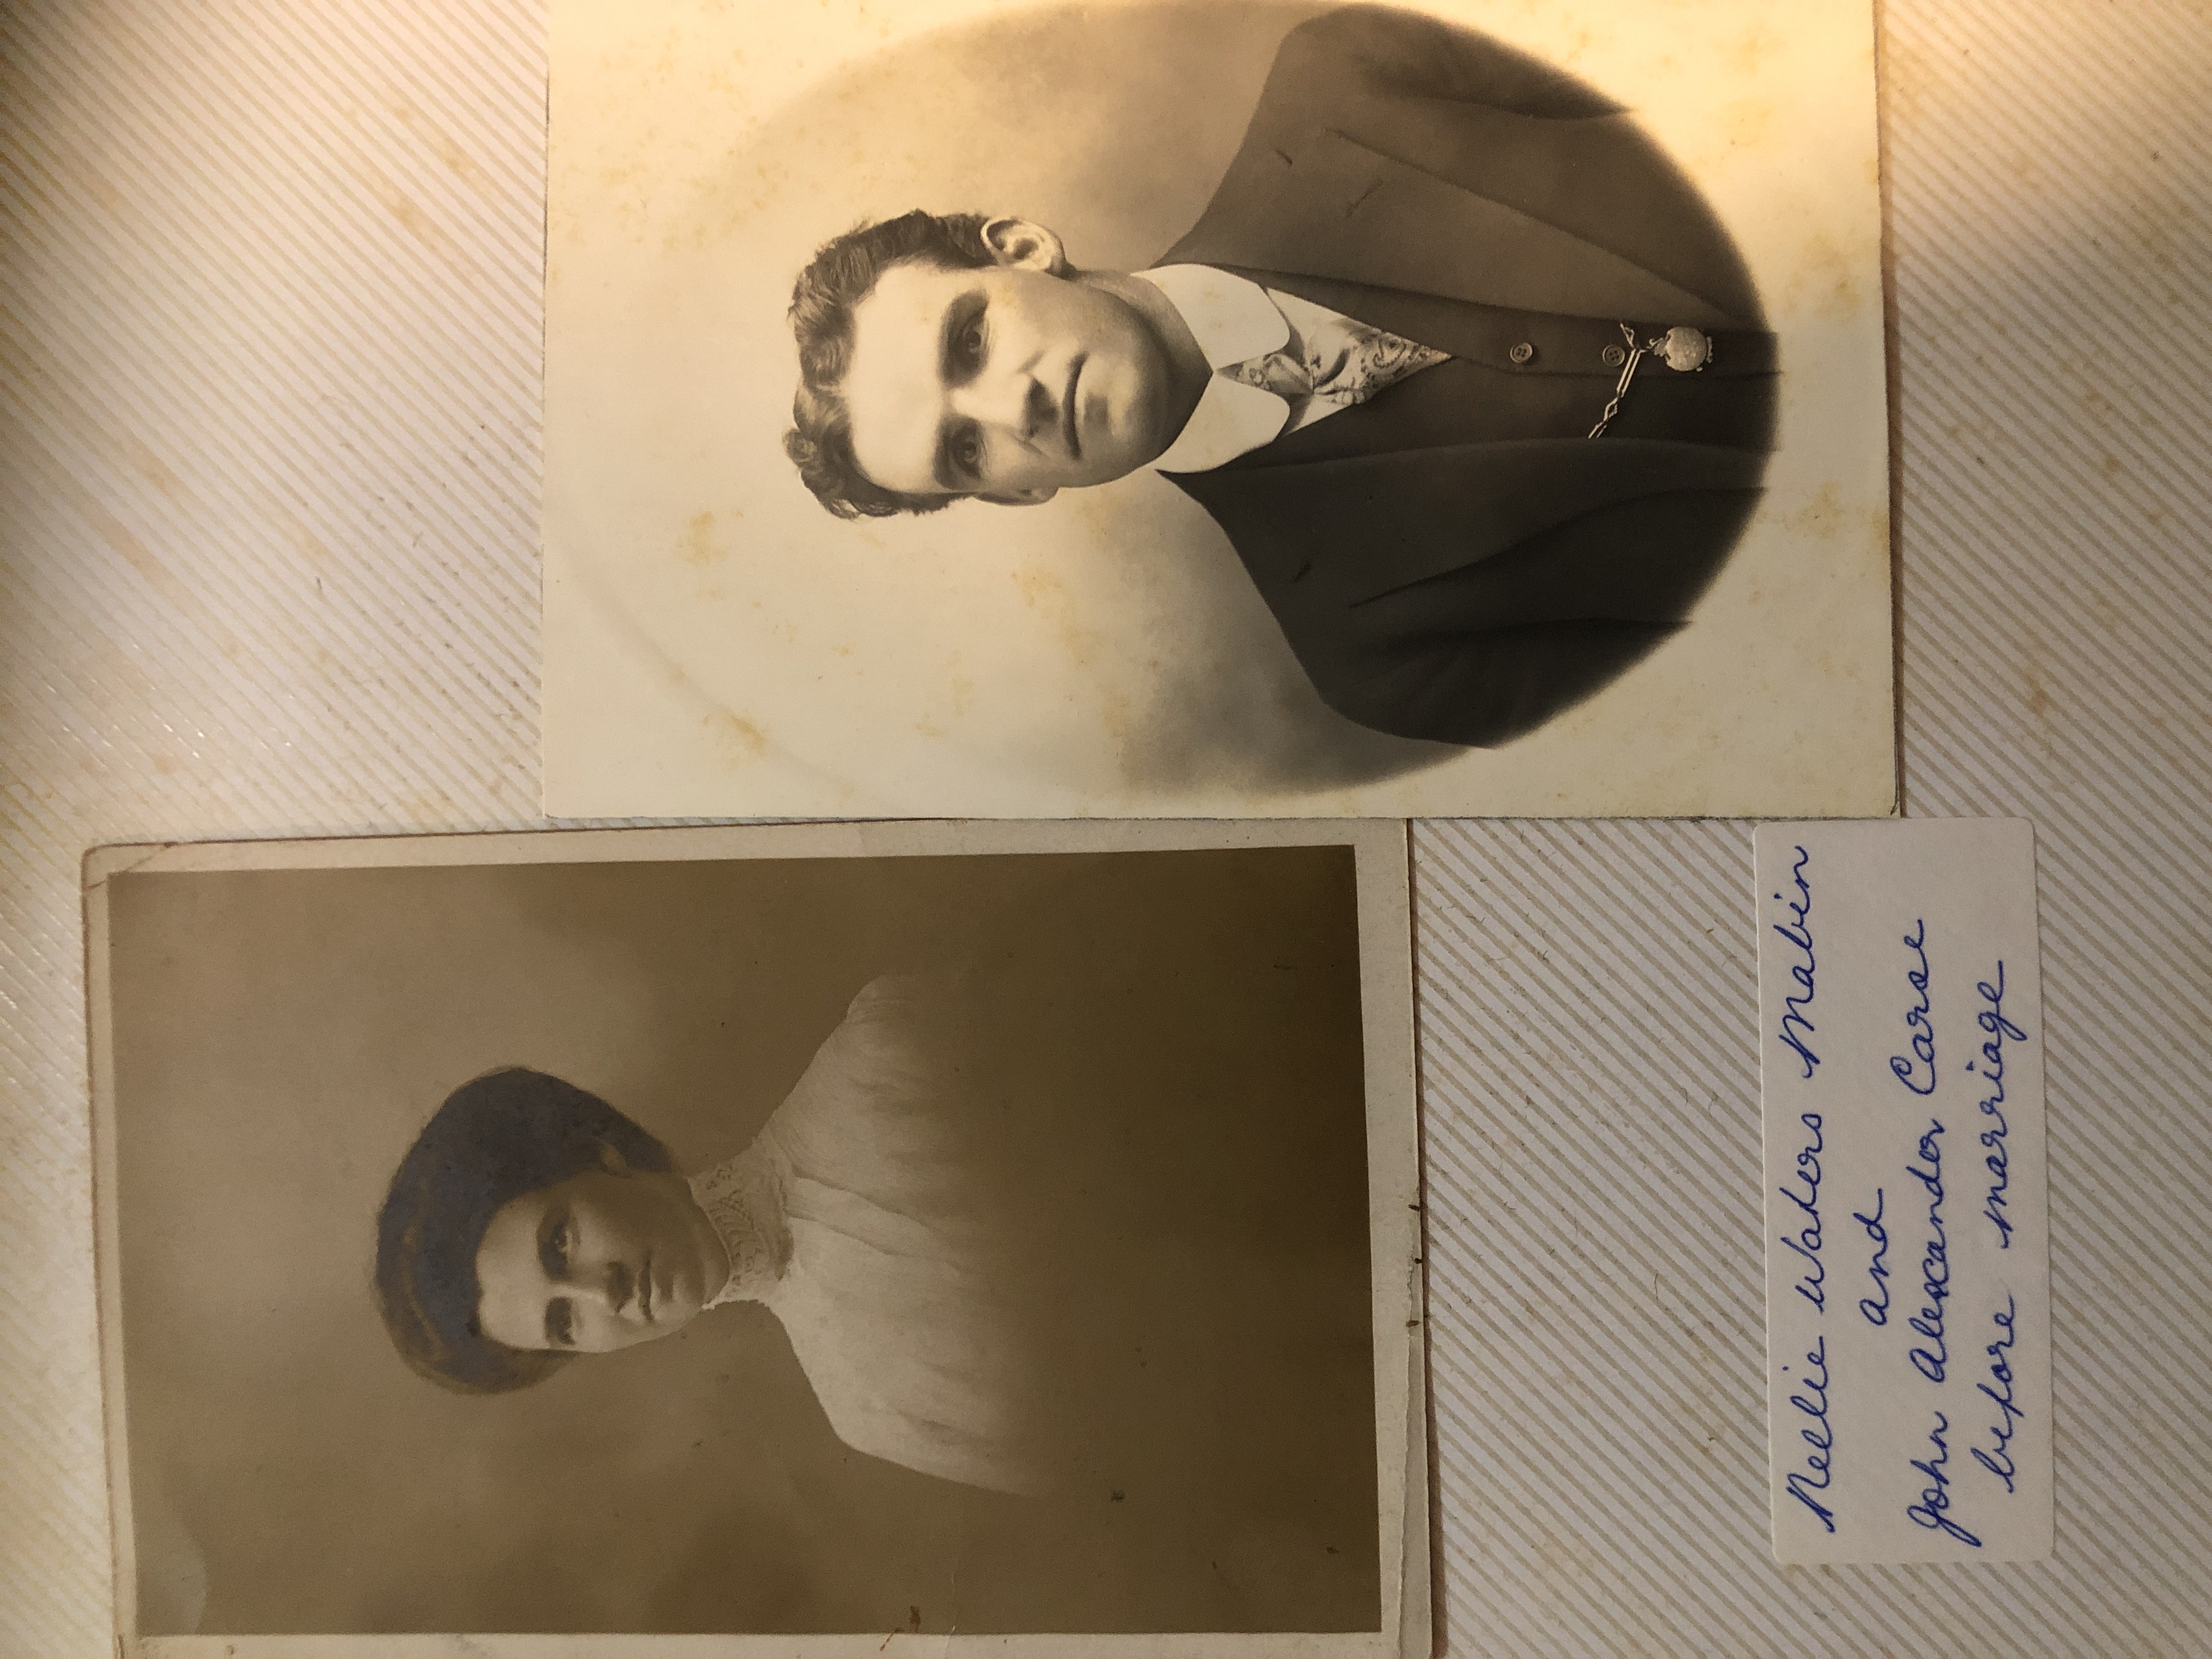 Nellie Waters Mabin
and
John Alexander Carse
before marriage